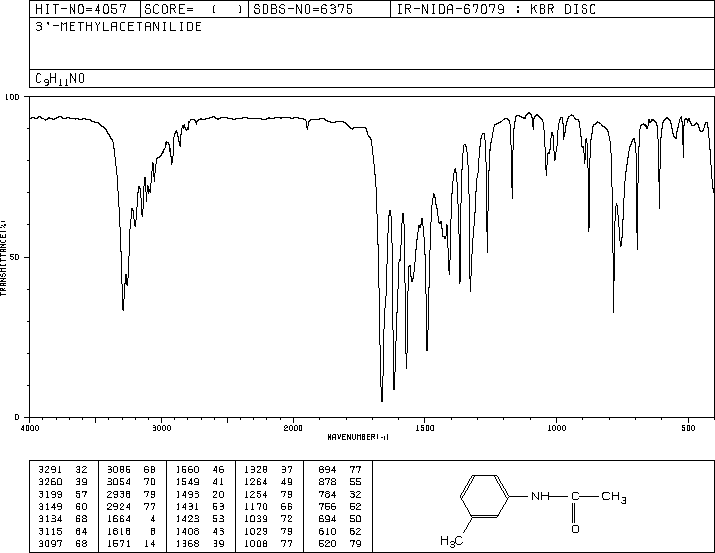 HIT-NO=4057 SCORE= ( ) SDBS-NO=6375 IR-NIDA-67079 : KBR DISC
3'-METHYLACETANILIDE
C9H11NO
100
50
0
TRANSMITTANCE(%)
4000 3000 2000 1500 1000 500
WAVENUMBER(-1)
3291 32 3086 68 1560 46 1328 37 894 77
3260 39 3054 70 1549 41 1264 49 878 55
3199 57 2938 79 1493 20 1254 79 784 32
3149 60 2924 77 1431 53 1170 66 756 52
3134 68 1664 4 1423 53 1039 72 694 50
3115 64 1618 8 1408 43 1029 79 610 62
3097 68 1571 14 1368 39 1008 77 520 79
NH C CH3
O
H3C